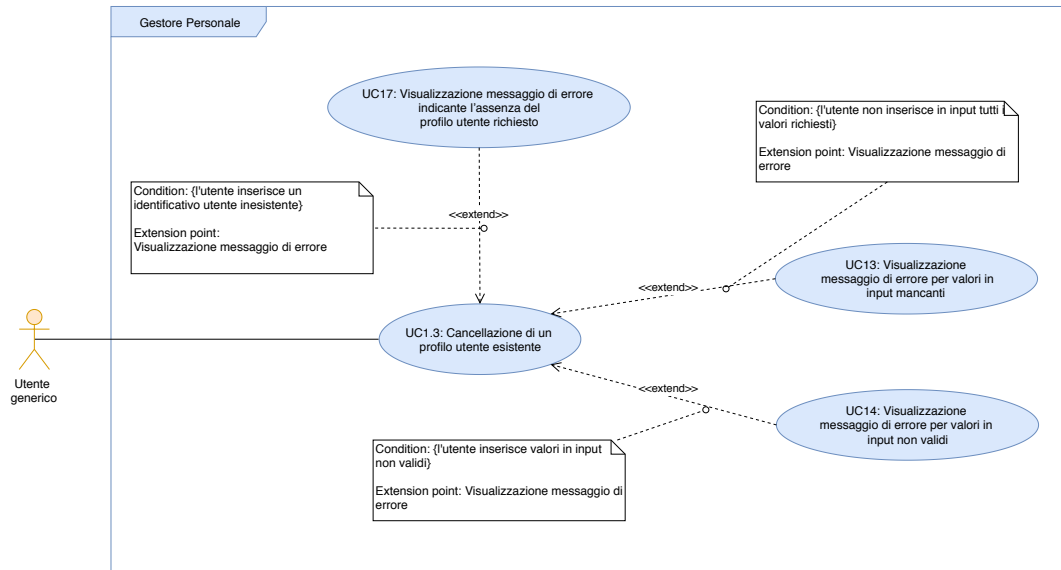 Gestore Personale
UC17: Visualizzazione messaggio di errore
indicante l'assenza del
profilo utente richiesto
Condition: {l'utente non inserisce in input tutti i
valori richiesti}
Extension point: Visualizzazione messaggio di
errore
Condition: {l'utente inserisce un
identificativo utente inesistente}
Extension point:
Visualizzazione messaggio di errore
<<extend>>
UC13: Visualizzazione
messaggio di errore per valori in
input mancanti
<<extend>>
UC1.3: Cancellazione di un
profilo utente esistente
Utente
generico
<<extend>>
UC14: Visualizzazione
messaggio di errore per valori in
input non validi
Condition: {l'utente inserisce valori in input
non validi}
Extension point: Visualizzazione messaggio di
errore